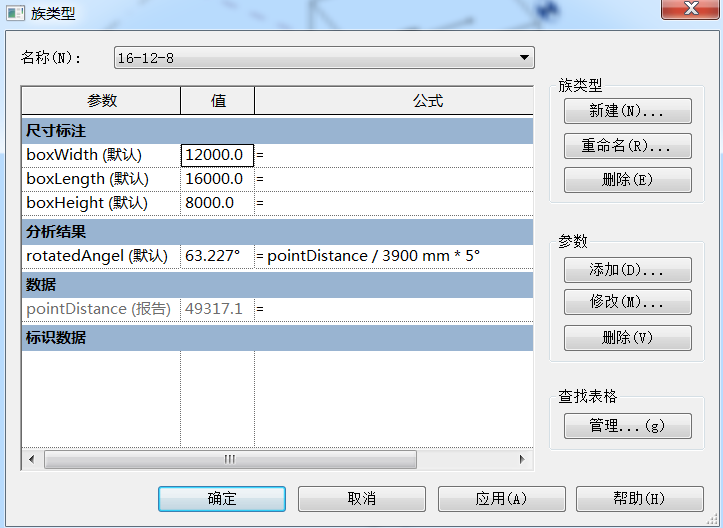 族类型
名称(N):
16-12-8
参数 值 公式
尺寸标注
boxWidth (默认) 12000.0 =
boxLength (默认) 16000.0 =
boxHeight (默认) 8000.0 =
分析结果
rotatedAngel (默认) 63.227° = pointDistance / 3900 mm * 5°
数据
pointDistance (报告) 49317.1 =
标识数据
族类型
新建(N)...
重命名(R)...
删除(E)
参数
添加(D)...
修改(M)...
删除(V)
查找表格
管理...(g)
确定 取消 应用(A) 帮助(H)